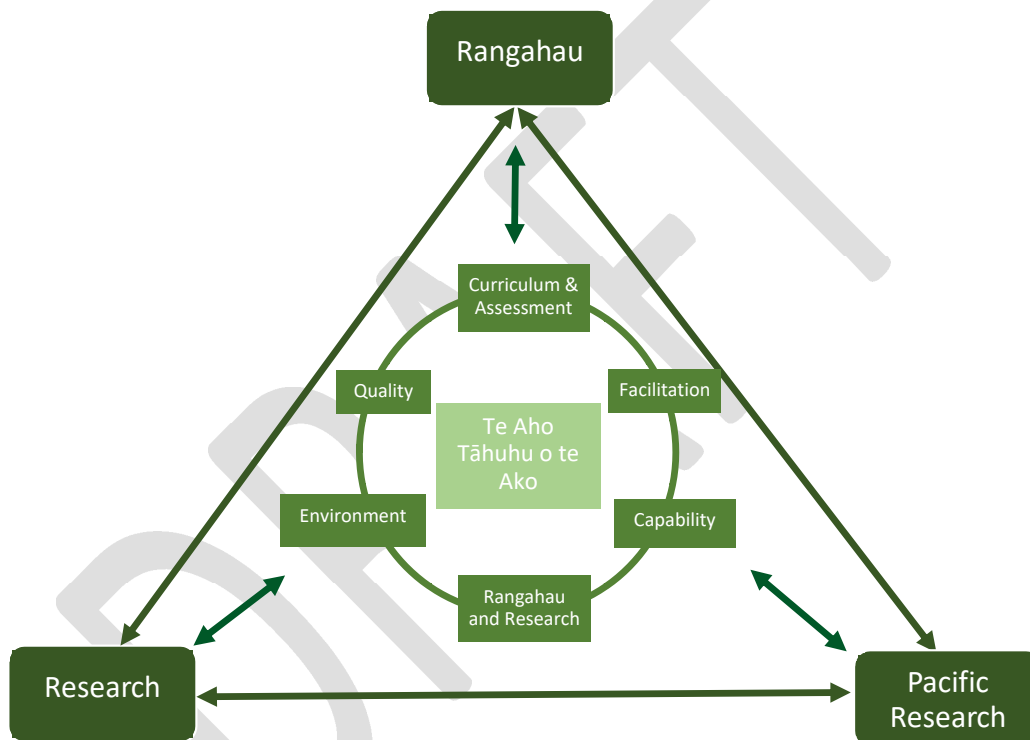 Rangahau
Curriculum &
Assessment
Quality
Facilitation
Te Aho
Tāhuhu o te
Ako
Environment
Capability
Rangahau
and Research
Research
Pacific
Research
DRAFT